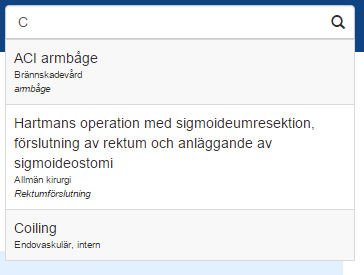 C
ACI armbåge
Brännskadevård
armbåge
Hartmans operation med sigmoideumresektion,
förslutning av rektum och anläggande av
sigmoideostomi
Allmän kirurgi
Rektumförslutning
Coiling
Endovaskulär, intern